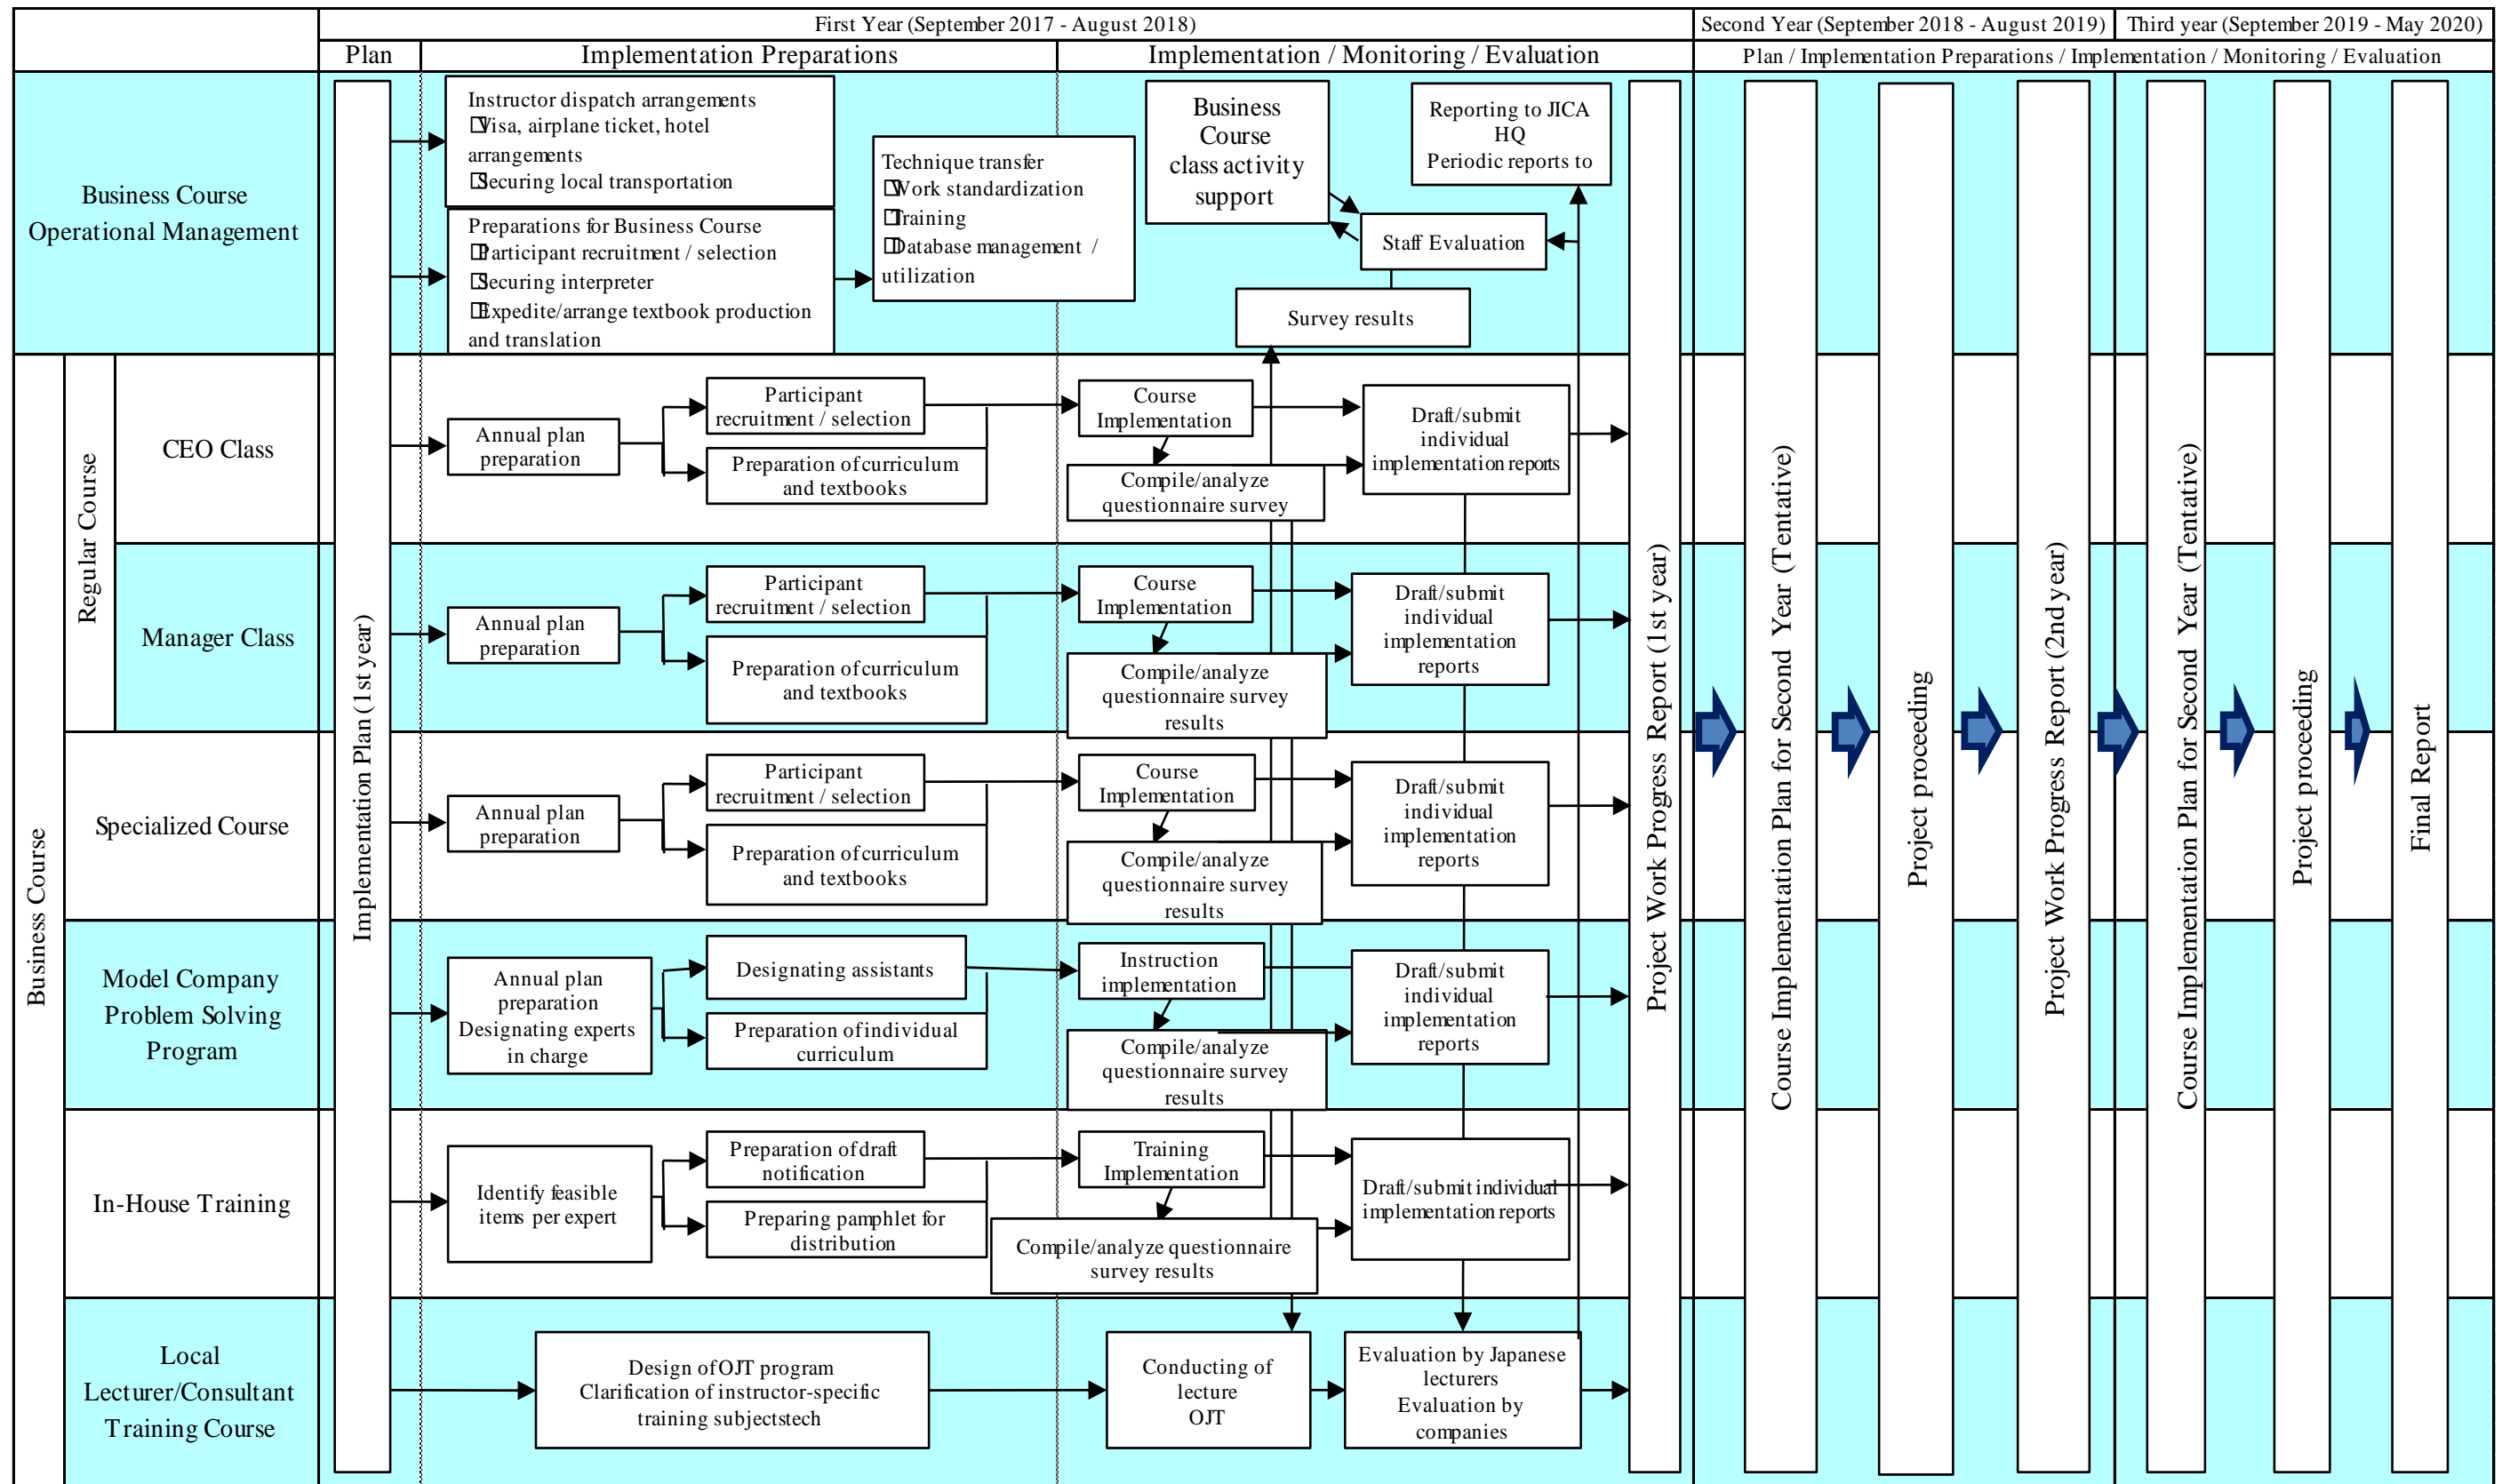 First Year (September 2017 - August 2018)
Second Year (September 2018 - August 2019)
Third year (September 2019 - May 2020)
Plan
Implementation Preparations
Implementation / Monitoring / Evaluation
Plan / Implementation Preparations / Implementation / Monitoring / Evaluation
Business Course
Operational Management
Instructor dispatch arrangements
Visa, airplane ticket, hotel
arrangements
Securing local transportation
Preparations for Business Course
Participant recruitment / selection
Securing interpreter
Expedite/arrange textbook production
and translation
Technique transfer
Work standardization
Training
Database management /
utilization
Business
Course
class activity
support
Reporting to JICA
HQ
Periodic reports to
Staff Evaluation
Survey results
Business Course
Regular Course
CEO Class
Annual plan
preparation
Participant
recruitment / selection
Preparation of curriculum
and textbooks
Course
Implementation
Compile/analyze
questionnaire survey
Draft/submit
individual
implementation reports
Manager Class
Annual plan
preparation
Participant
recruitment / selection
Preparation of curriculum
and textbooks
Course
Implementation
Compile/analyze
questionnaire survey
results
Draft/submit
individual
implementation
reports
Specialized Course
Annual plan
preparation
Participant
recruitment / selection
Preparation of curriculum
and textbooks
Course
Implementation
Compile/analyze
questionnaire survey
results
Draft/submit
individual
implementation
reports
Model Company
Problem Solving
Program
Annual plan
preparation
Designating experts
in charge
Designating assistants
Preparation of individual
curriculum
Instruction
implementation
Compile/analyze
questionnaire survey
results
Draft/submit
individual
implementation
reports
In-House Training
Identify feasible
items per expert
Preparation of draft
notification
Preparing pamphlet for
distribution
Training
Implementation
Compile/analyze questionnaire
survey results
Draft/submit individual
implementation reports
Local
Lecturer/Consultant
Training Course
Design of OJT program
Clarification of instructor-specific
training subjectstech
Conducting of
lecture
OJT
Evaluation by Japanese
lecturers
Evaluation by
companies
Implementation Plan (1st year)
Project Work Progress Report (1st year)
Course Implementation Plan for Second Year (Tentative)
Project proceeding
Project Work Progress Report (2nd year)
Course Implementation Plan for Second Year (Tentative)
Project proceeding
Final Report